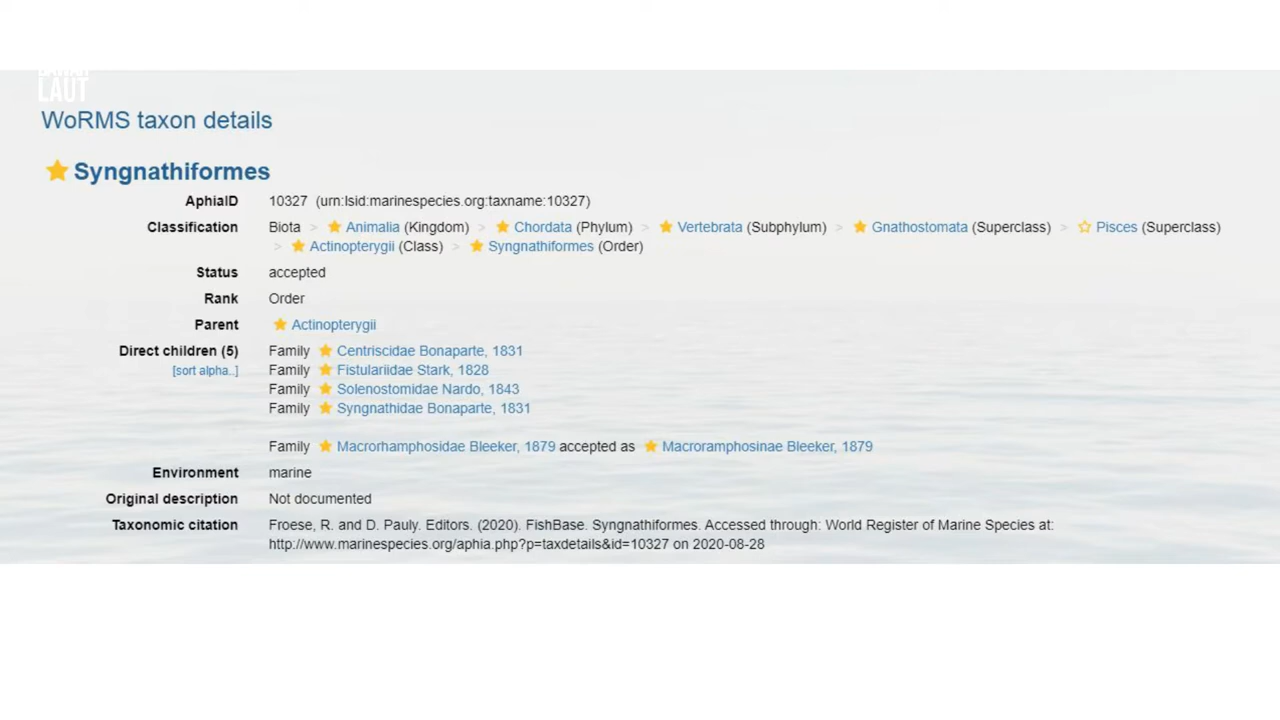 LAUT
WoRMS taxon details
Syngnathiformes
AphiaID 10327 (urn:lsid:marinespecies.org:taxname:10327)
Classification Biota > Animalia (Kingdom) > Chordata (Phylum) > Vertebrata (Subphylum) > Gnathostomata (Superclass) > Pisces (Superclass)
> Actinopterygii (Class) > Syngnathiformes (Order)
Status accepted
Rank Order
Parent Actinopterygii
Direct children (5) Family Centriscidae Bonaparte, 1831
[sort alpha..] Family Fistulariidae Stark, 1828
Family Solenostomidae Nardo, 1843
Family Syngnathidae Bonaparte, 1831
Family Macrorhamphosidae Bleeker, 1879 accepted as Macroramphosinae Bleeker, 1879
Environment marine
Original description Not documented
Taxonomic citation Froese, R. and D. Pauly. Editors. (2020). FishBase. Syngnathiformes. Accessed through: World Register of Marine Species at:
http://www.marinespecies.org/aphia.php?p=taxdetails&id=10327 on 2020-08-28